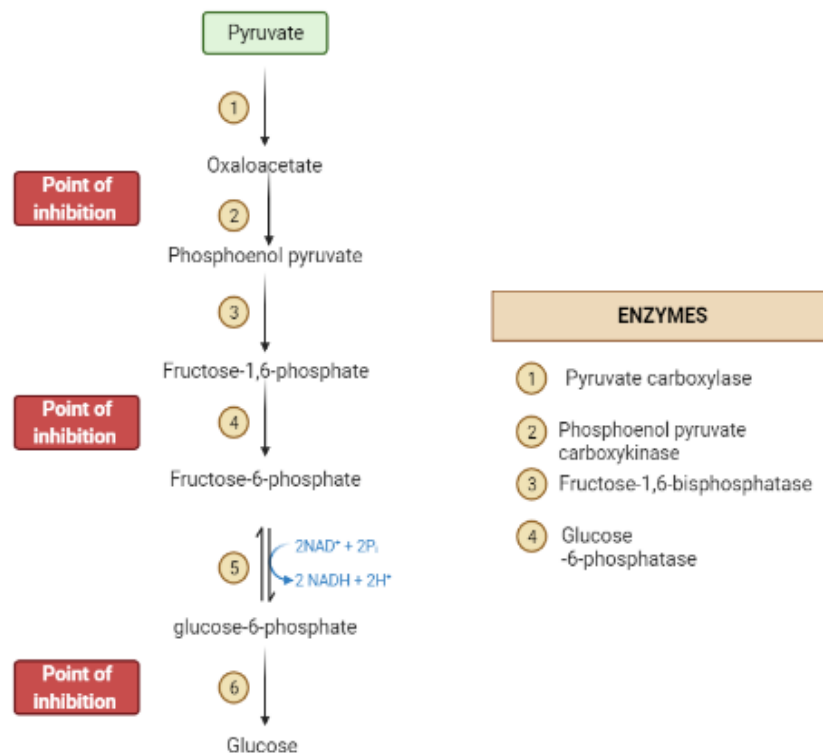 Pyruvate
1
Oxaloacetate
Point of
inhibition
2
Phosphoenol pyruvate
3
Fructose-1,6-phosphate
Point of
inhibition
4
Fructose-6-phosphate
5
2NAD⁺ + 2Pᵢ
2 NADH + 2H⁺
glucose-6-phosphate
Point of
inhibition
6
Glucose
ENZYMES
1 Pyruvate carboxylase
2 Phosphoenol pyruvate
carboxykinase
3 Fructose-1,6-bisphosphatase
4 Glucose
-6-phosphatase